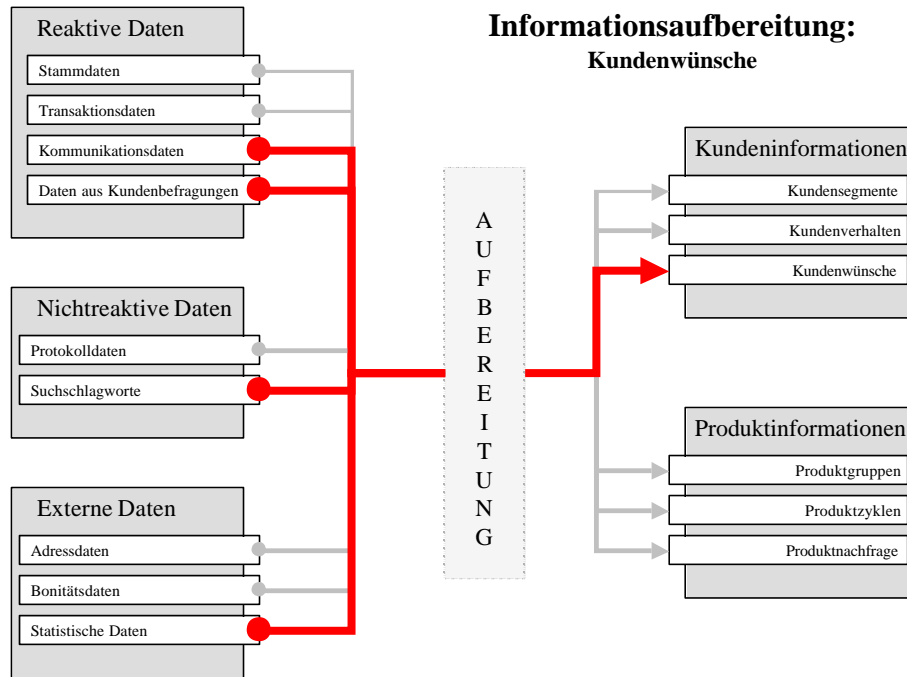 Informationsaufbereitung:
Kundenwünsche
Reaktive Daten
Stammdaten
Transaktionsdaten
Kommunikationsdaten
Daten aus Kundenbefragungen
Nichtreaktive Daten
Protokolldaten
Suchschlagworte
Externe Daten
Adressdaten
Bonitätsdaten
Statistische Daten
A
U
F
B
E
R
E
I
T
U
N
G
Kundeninformationen
Kundensegmente
Kundenverhalten
Kundenwünsche
Produktinformationen
Produktgruppen
Produktzyklen
Produktnachfrage